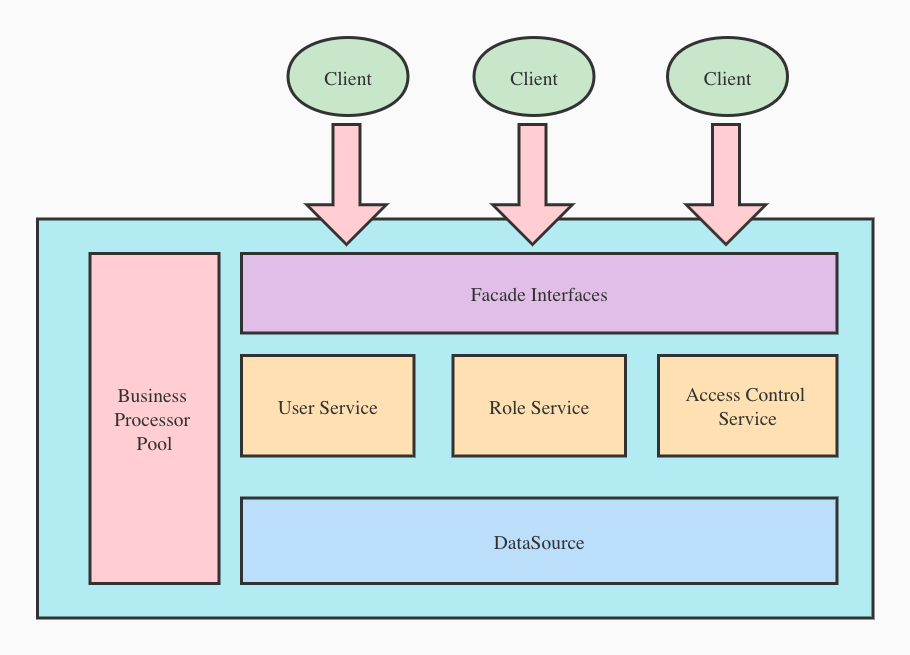 Client
Client
Client
Facade Interfaces
Business
Processor
Pool
User Service
Role Service
Access Control
Service
DataSource